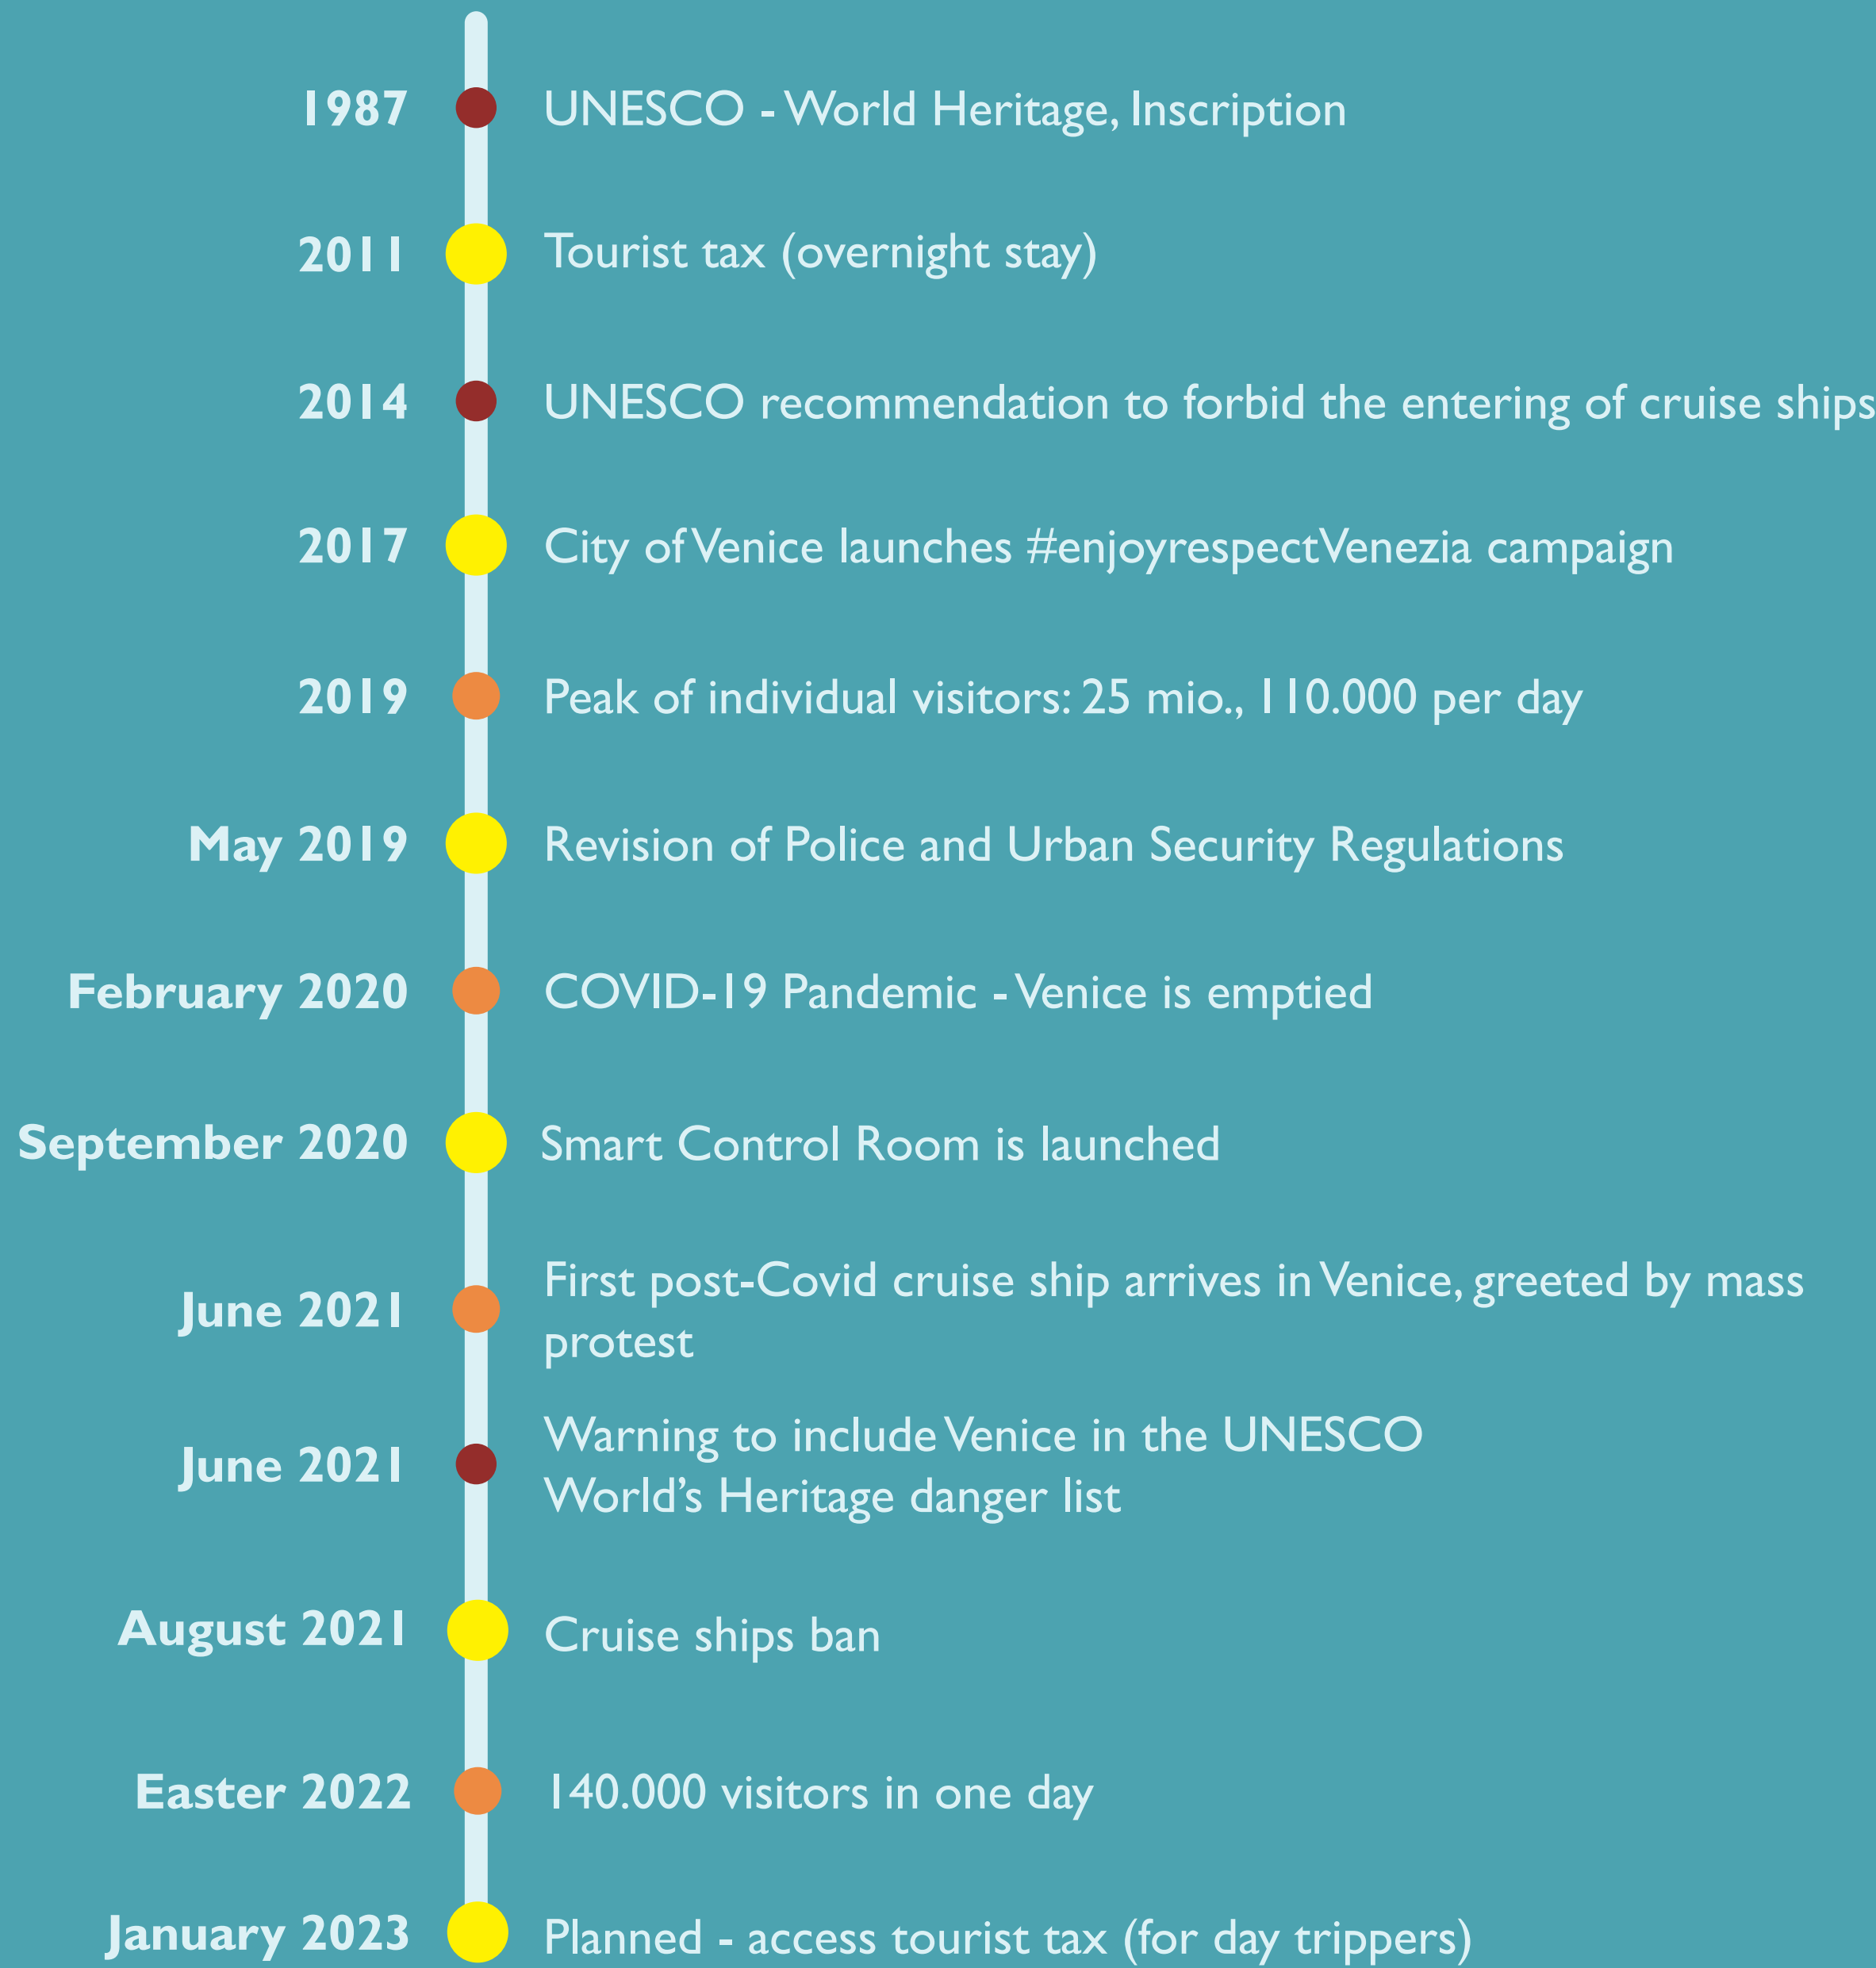 1987 UNESCO - World Heritage, Inscription
2011 Tourist tax (overnight stay)
2014 UNESCO recommendation to forbid the entering of cruise ships
2017 City of Venice launches #enjoyrespectVenezia campaign
2019 Peak of individual visitors: 25 mio., 110.000 per day
May 2019 Revision of Police and Urban Security Regulations
February 2020 COVID-19 Pandemic - Venice is emptied
September 2020 Smart Control Room is launched
June 2021 First post-Covid cruise ship arrives in Venice, greeted by mass
protest
June 2021 Warning to include Venice in the UNESCO
World’s Heritage danger list
August 2021 Cruise ships ban
Easter 2022 140.000 visitors in one day
January 2023 Planned - access tourist tax (for day trippers)